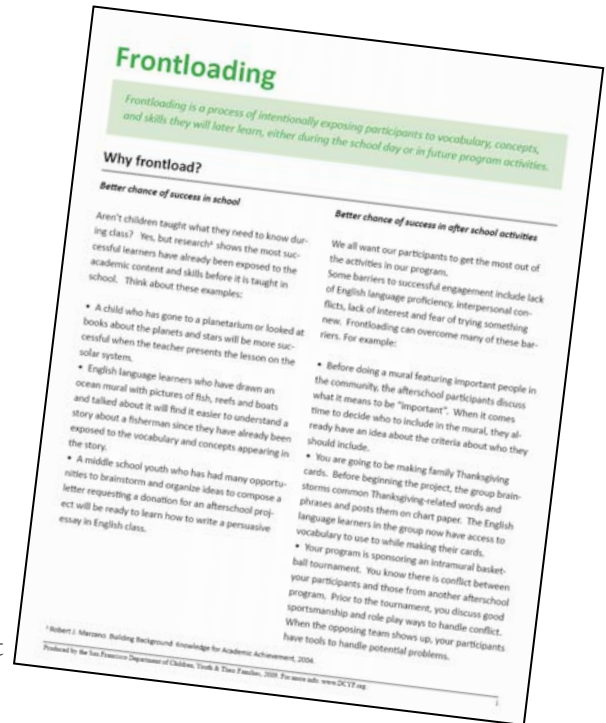 Frontloading
Frontloading is a process of intentionally exposing participants to vocabulary, concepts,
and skills they will later learn, either during the school day or in future program activities.
Why frontload?
Better chance of success in school
Aren't children taught what they need to know dur-
ing class? Yes, but research¹ shows the most suc-
cessful learners have already been exposed to the
academic content and skills before it is taught in
school. Think about these examples:
• A child who has gone to a planetarium or looked at
books about the planets and stars will be more suc-
cessful when the teacher presents the lesson on the
solar system.
• English language learners who have drawn an
ocean mural with pictures of fish, reefs and boats
and talked about it will find it easier to understand a
story about a fisherman since they have already been
exposed to the vocabulary and concepts appearing in
the story.
• A middle school youth who has had many opportu-
nities to brainstorm and organize ideas to compose a
letter requesting a donation for an afterschool proj-
ect will be ready to learn how to write a persuasive
essay in English class.
Better chance of success in after school activities
We all want our participants to get the most out of
the activities in our program.
Some barriers to successful engagement include lack
of English language proficiency, interpersonal con-
flicts, lack of interest and fear of trying something
new. Frontloading can overcome many of these bar-
riers. For example:
• Before doing a mural featuring important people in
the community, the afterschool participants discuss
what it means to be "important". When it comes
time to decide who to include in the mural, they al-
ready have an idea about the criteria about who they
should include.
• You are going to be making family Thanksgiving
cards. Before beginning the project, the group brain-
storms common Thanksgiving-related words and
phrases and posts them on chart paper. The English
language learners in the group now have access to
vocabulary to use to while making their cards.
• Your program is sponsoring an intramural basket-
ball tournament. You know there is conflict between
your participants and those from another afterschool
program. Prior to the tournament, you discuss good
sportsmanship and role play ways to handle conflict.
When the opposing team shows up, your participants
have tools to handle potential problems.
¹ Robert J. Marzano. Building Background Knowledge for Academic Achievement, 2004.
Produced by the San Francisco Department of Children, Youth & Their Families, 2008. For more info: www.DCYF.org
1